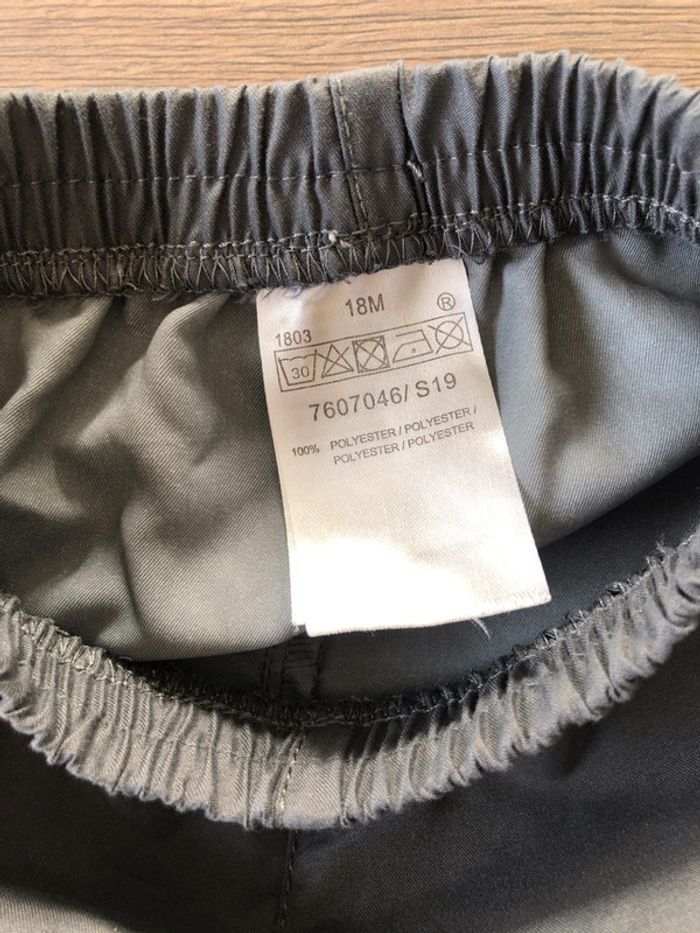 18M ®
1803
30
7607046/ S19
100% POLYESTER / POLYESTER /
POLYESTER / POLYESTER